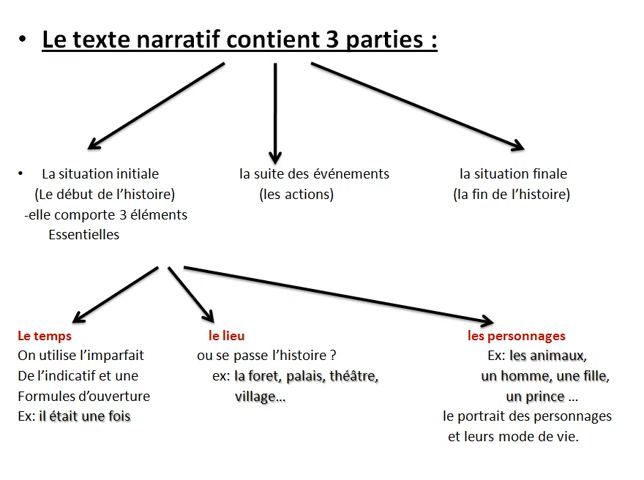 • Le texte narratif contient 3 parties :
• La situation initiale
(Le début de l’histoire)
-elle comporte 3 éléments
Essentielles
la suite des événements
(les actions)
la situation finale
(la fin de l’histoire)
Le temps
On utilise l’imparfait
De l’indicatif et une
Formules d’ouverture
Ex: il était une fois
le lieu
ou se passe l’histoire ?
ex: la foret, palais, théâtre,
village…
les personnages
Ex: les animaux,
un homme, une fille,
un prince …
le portrait des personnages
et leurs mode de vie.